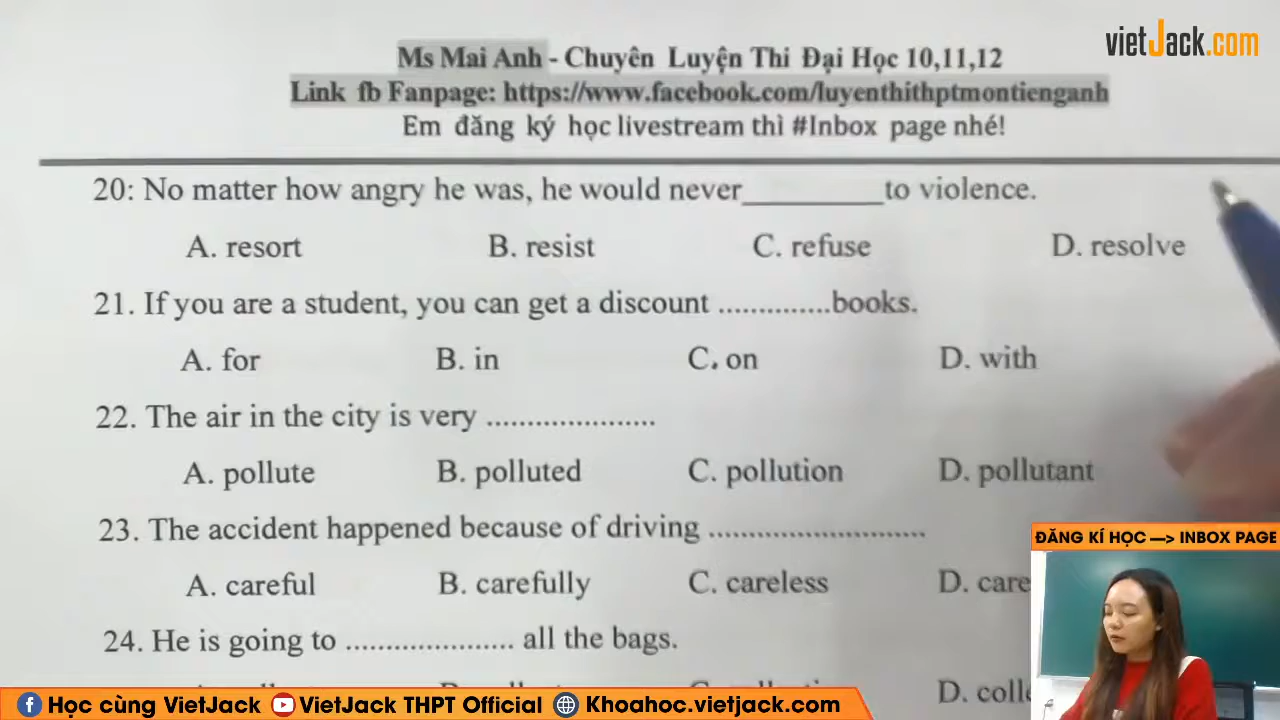 vietJack.com
Ms Mai Anh - Chuyên Luyện Thi Đại Học 10,11,12
Link fb Fanpage: https://www.facebook.com/luyenthithptmontienganh
Em đăng ký học livestream thì #Inbox page nhé!
20: No matter how angry he was, he would never__________to violence.
A. resort B. resist C. refuse D. resolve
21. If you are a student, you can get a discount ..............books.
A. for B. in C. on D. with
22. The air in the city is very .....................
A. pollute B. polluted C. pollution D. pollutant
23. The accident happened because of driving ...........................
ĐĂNG KÍ HỌC —> INBOX PAGE
A. careful B. carefully C. careless D. care
24. He is going to ..................... all the bags.
D. colle
Học cùng VietJack VietJack THPT Official Khoahoc.vietjack.com